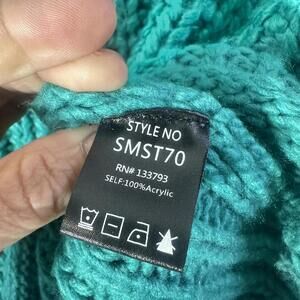 STYLE NO
SMST70
RN# 133793
SELF:100%Acrylic